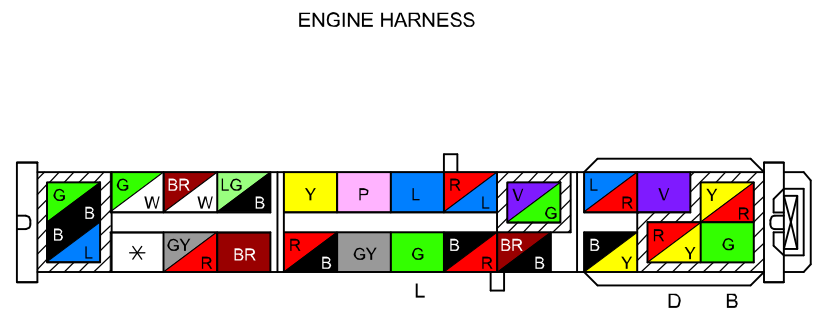 ENGINE HARNESS
G B G W BR W LG B Y P L R L V G L R V Y R
B L * GY R BR R B GY G B R BR B B Y R Y G
L D B